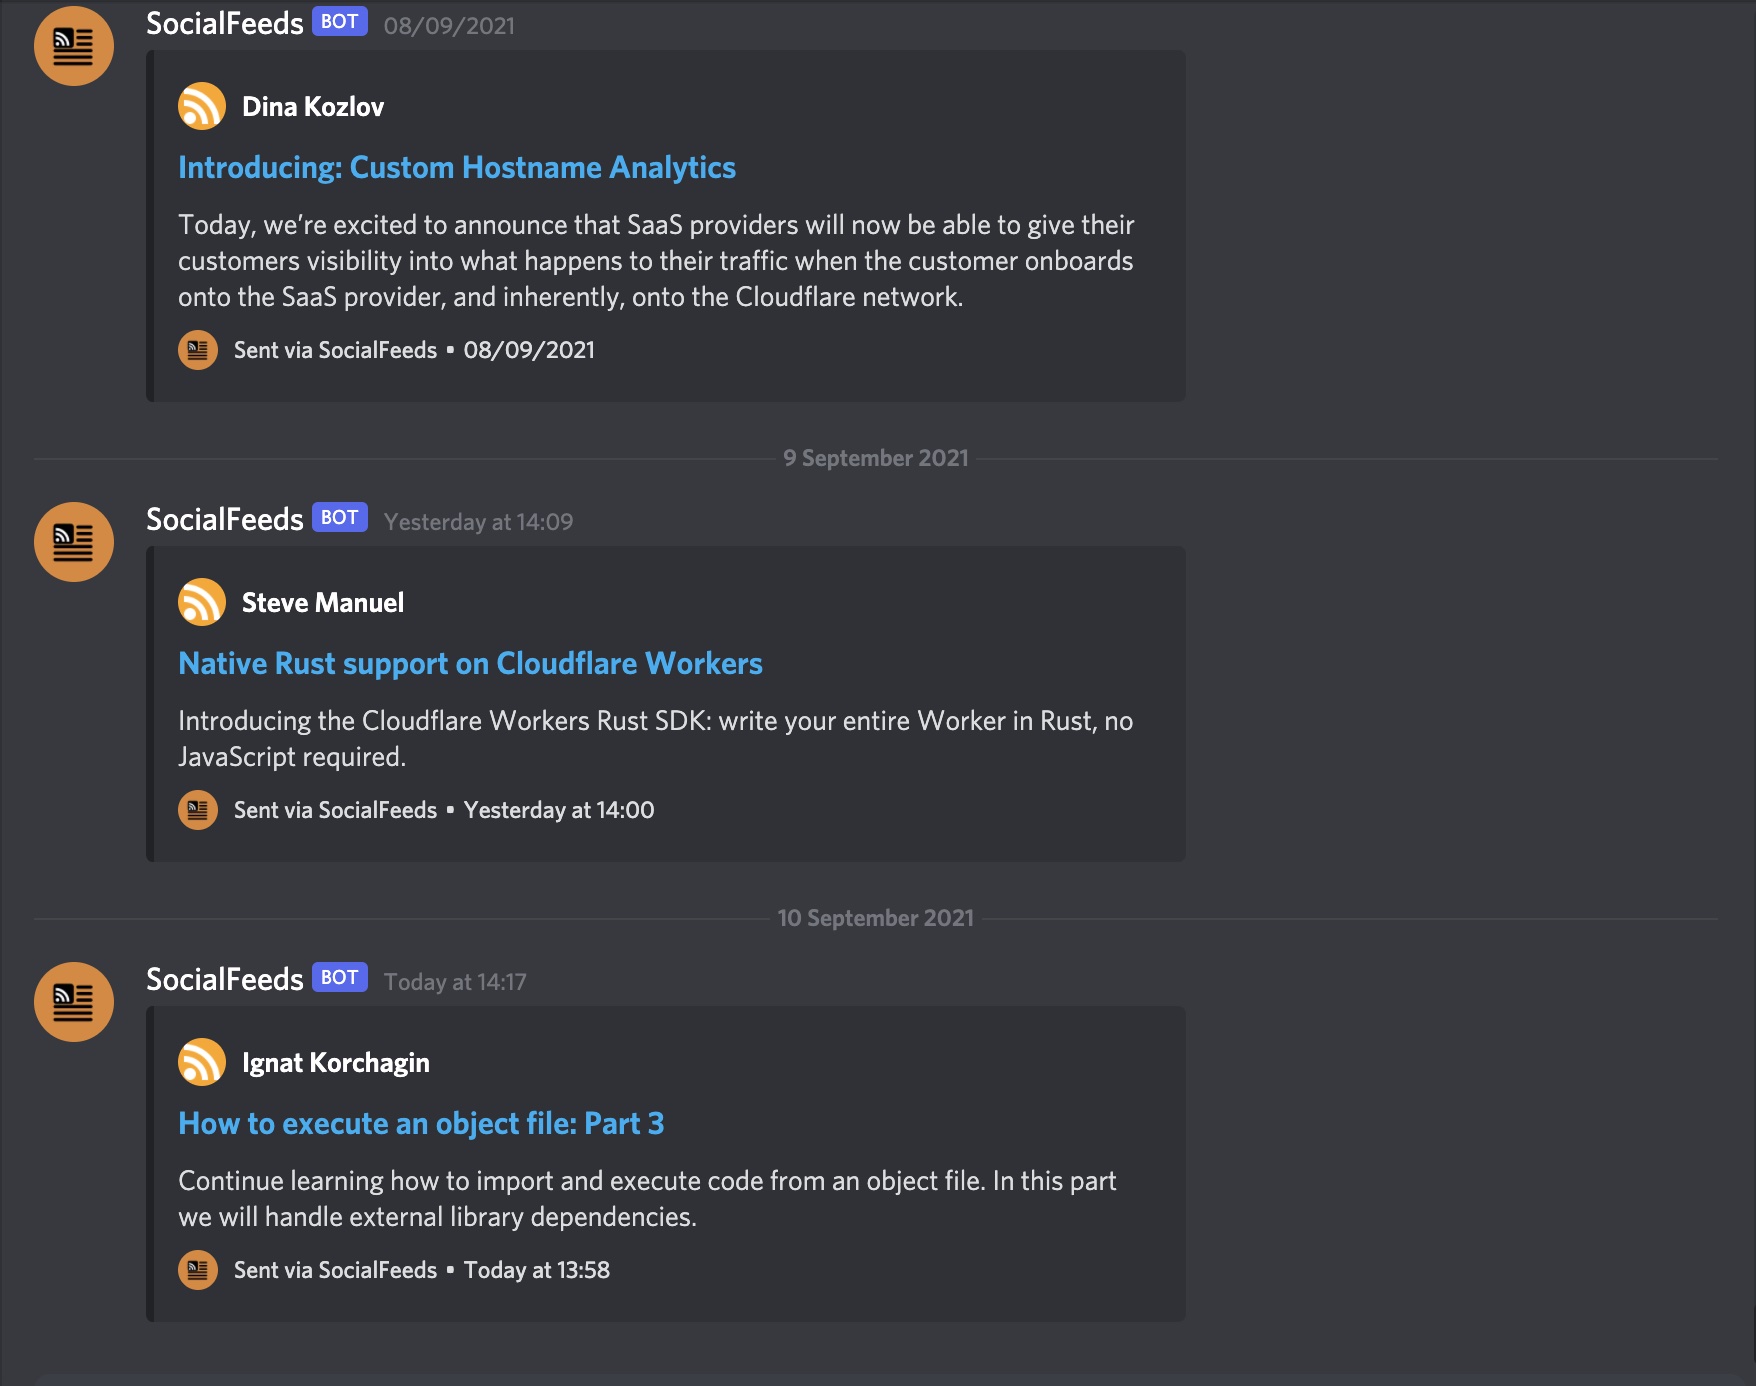 SocialFeeds BOT 08/09/2021
Dina Kozlov
Introducing: Custom Hostname Analytics
Today, we’re excited to announce that SaaS providers will now be able to give their
customers visibility into what happens to their traffic when the customer onboards
onto the SaaS provider, and inherently, onto the Cloudflare network.
Sent via SocialFeeds • 08/09/2021
9 September 2021
SocialFeeds BOT Yesterday at 14:09
Steve Manuel
Native Rust support on Cloudflare Workers
Introducing the Cloudflare Workers Rust SDK: write your entire Worker in Rust, no
JavaScript required.
Sent via SocialFeeds • Yesterday at 14:00
10 September 2021
SocialFeeds BOT Today at 14:17
Ignat Korchagin
How to execute an object file: Part 3
Continue learning how to import and execute code from an object file. In this part
we will handle external library dependencies.
Sent via SocialFeeds • Today at 13:58